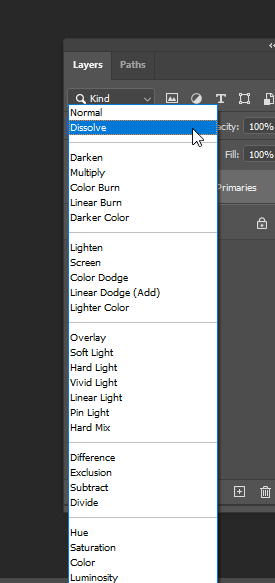 Layers Paths
Kind
Normal
Dissolve
acity: 100%
Darken
Multiply
Fill: 100%
Color Burn
Primaries
Linear Burn
Darker Color
Lighten
Screen
Color Dodge
Linear Dodge (Add)
Lighter Color
Overlay
Soft Light
Hard Light
Vivid Light
Linear Light
Pin Light
Hard Mix
Difference
Exclusion
Subtract
Divide
Hue
Saturation
Color
Luminosity